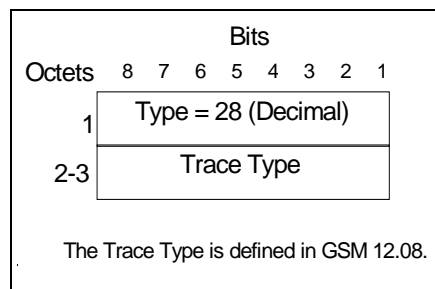 Bits
Octets 8 7 6 5 4 3 2 1
1 Type = 28 (Decimal)
2-3 Trace Type
The Trace Type is defined in GSM 12.08.
.